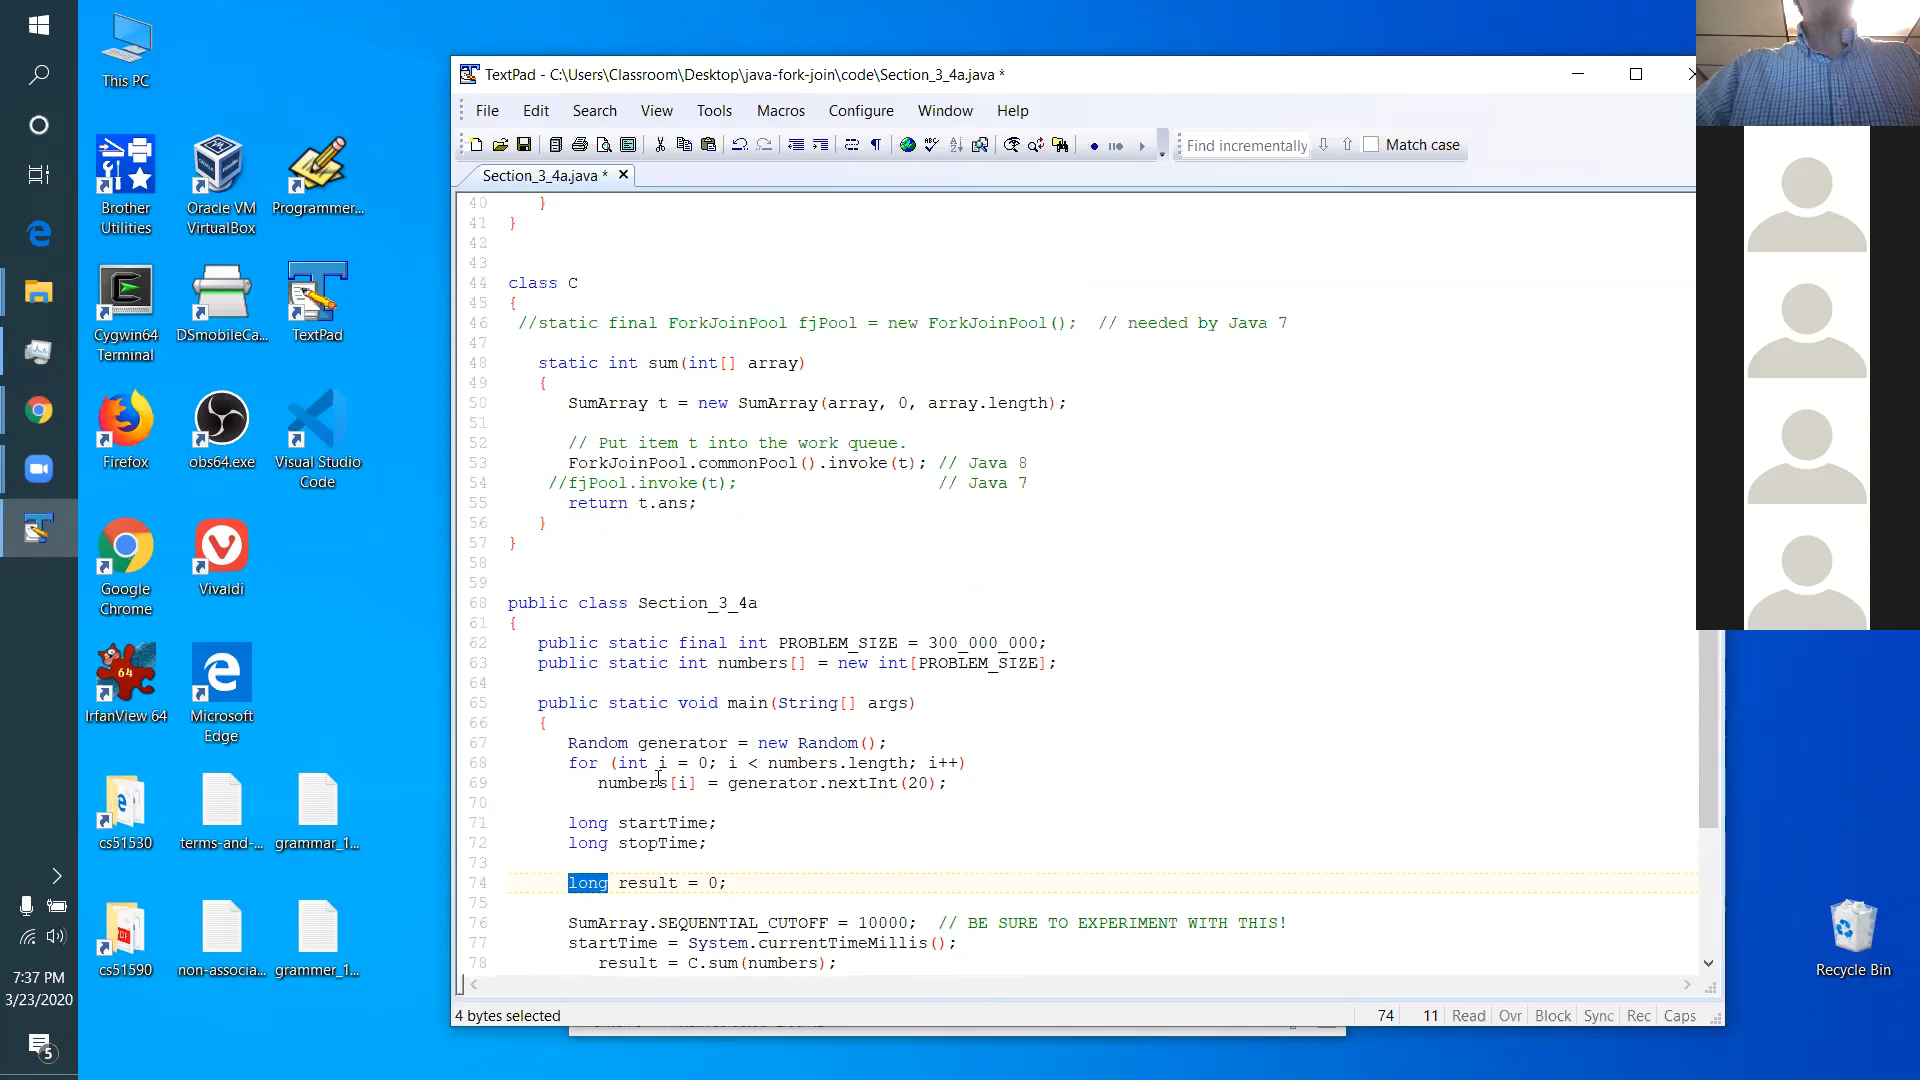 This PC
Brother Utilities
Oracle VM VirtualBox
Programmer...
Cygwin64 Terminal
DSmobileCa...
TextPad
Firefox
obs64.exe
Visual Studio Code
Google Chrome
Vivaldi
64
IrfanView 64
Microsoft Edge
cs51530
terms-and-...
grammar_1...
cs51590
non-associa...
grammer_1...
7:37 PM
3/23/2020
5
Recycle Bin
TextPad - C:\Users\Classroom\Desktop\java-fork-join\code\Section_3_4a.java *
File Edit Search View Tools Macros Configure Window Help
Find incrementally Match case
Section_3_4a.java *
40 }
41 }
42
43
44 class C
45 {
46 //static final ForkJoinPool fjPool = new ForkJoinPool(); // needed by Java 7
47
48 static int sum(int[] array)
49 {
50 SumArray t = new SumArray(array, 0, array.length);
51
52 // Put item t into the work queue.
53 ForkJoinPool.commonPool().invoke(t); // Java 8
54 //fjPool.invoke(t); // Java 7
55 return t.ans;
56 }
57 }
58
59
60 public class Section_3_4a
61 {
62 public static final int PROBLEM_SIZE = 300_000_000;
63 public static int numbers[] = new int[PROBLEM_SIZE];
64
65 public static void main(String[] args)
66 {
67 Random generator = new Random();
68 for (int i = 0; i < numbers.length; i++)
69 numbers[i] = generator.nextInt(20);
70
71 long startTime;
72 long stopTime;
73
74 long result = 0;
75
76 SumArray.SEQUENTIAL_CUTOFF = 10000; // BE SURE TO EXPERIMENT WITH THIS!
77 startTime = System.currentTimeMillis();
78 result = C.sum(numbers);
4 bytes selected 74 11 Read Ovr Block Sync Rec Caps